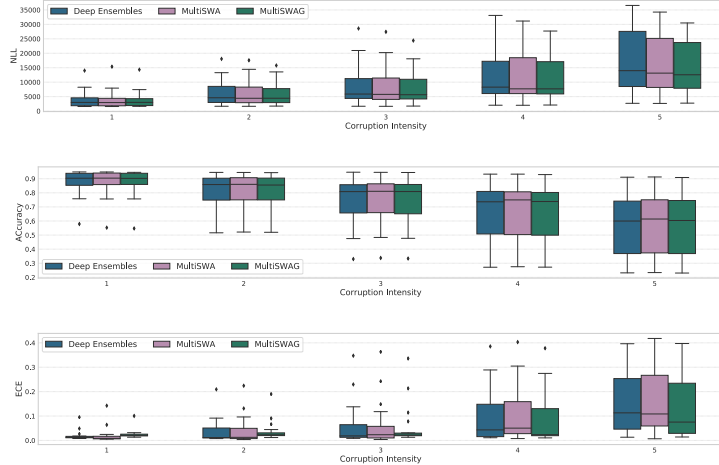 Deep Ensembles MultiSWA MultiSWAG
35000
30000
25000
20000
15000
10000
5000
0
NLL
1 2 3 4 5
Corruption Intensity
0.9
0.8
0.7
0.6
0.5
0.4
0.3
0.2
ACcuracy
Deep Ensembles MultiSWA MultiSWAG
1 2 3 4 5
Corruption Intensity
Deep Ensembles MultiSWA MultiSWAG
0.4
0.3
0.2
0.1
0.0
ECE
1 2 3 4 5
Corruption Intensity